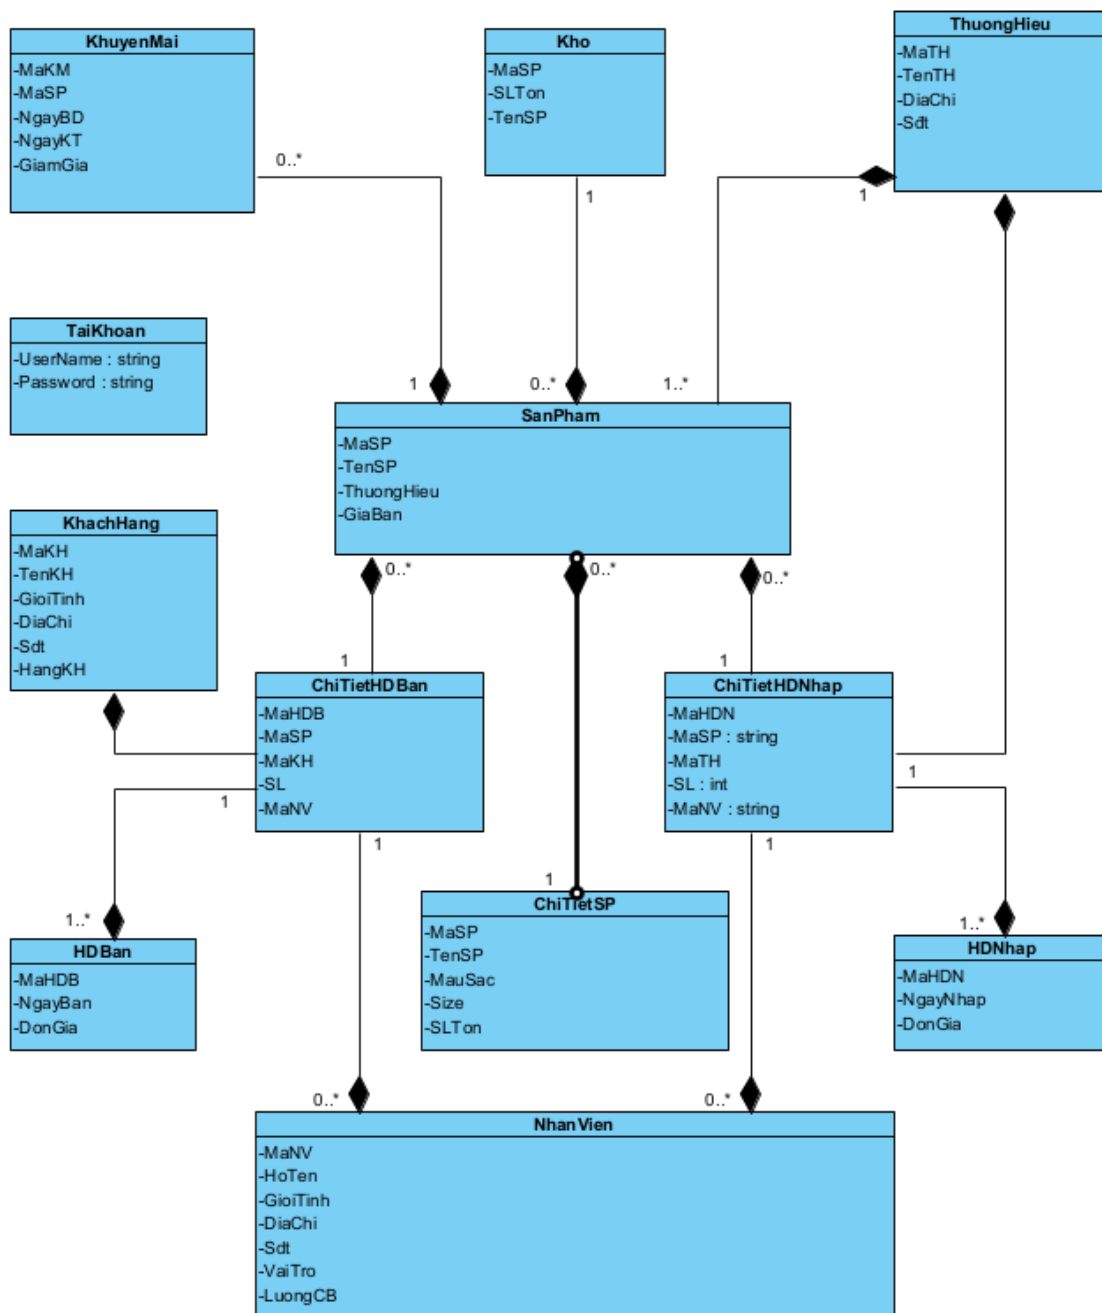 KhuyenMai
-MaKM
-MaSP
-NgayBD
-NgayKT
-GiamGia
0..*
Kho
-MaSP
-SLTon
-TenSP
1
ThuongHieu
-MaTH
-TenTH
-DiaChi
-Sđt
1
TaiKhoan
-UserName : string
-Password : string
1
0..*
1..*
SanPham
-MaSP
-TenSP
-ThuongHieu
-GiaBan
0..*
0..*
0..*
KhachHang
-MaKH
-TenKH
-GioiTinh
-DiaChi
-Sdt
-HangKH
1
ChiTietHDBan
-MaHDB
-MaSP
-MaKH
-SL
-MaNV
1
1
1
ChiTietHDNhap
-MaHDN
-MaSP : string
-MaTH
-SL : int
-MaNV : string
1
1
1
ChiTietSP
-MaSP
-TenSP
-MauSac
-Size
-SLTon
1..*
HDBan
-MaHDB
-NgayBan
-DonGia
1..*
HDNhap
-MaHDN
-NgayNhap
-DonGia
0..*
0..*
NhanVien
-MaNV
-HoTen
-GioiTinh
-DiaChi
-Sdt
-VaiTro
-LuongCB